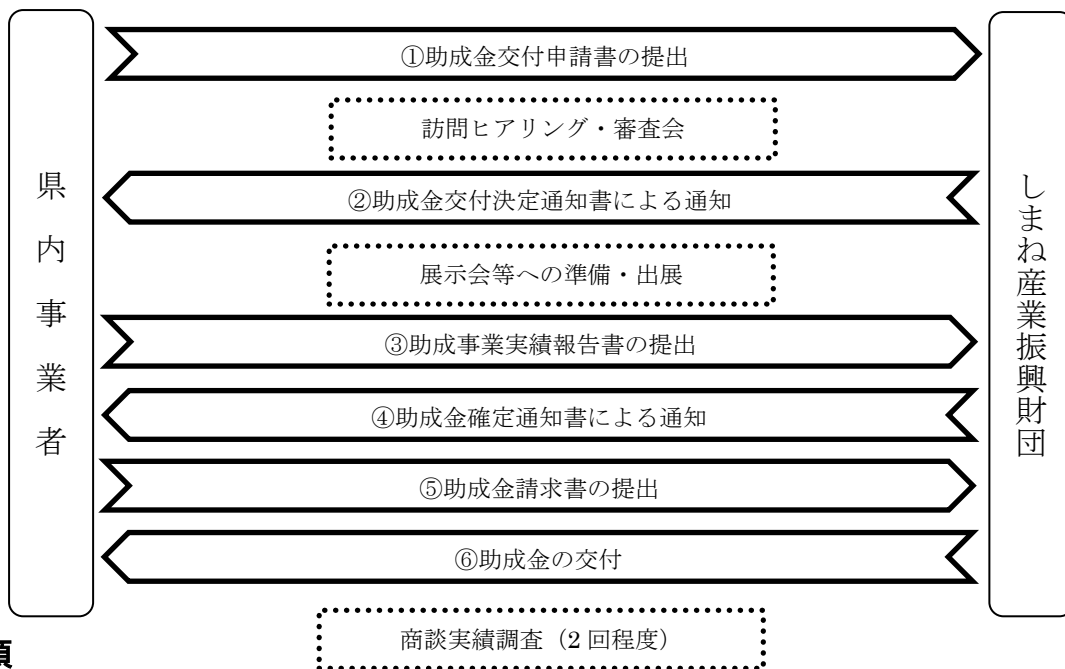 県内事業者
①助成金交付申請書の提出
訪問ヒアリング・審査会
②助成金交付決定通知書による通知
展示会等への準備・出展
③助成事業実績報告書の提出
④助成金確定通知書による通知
⑤助成金請求書の提出
⑥助成金の交付
商談実績調査（2 回程度）
しまね産業振興財団